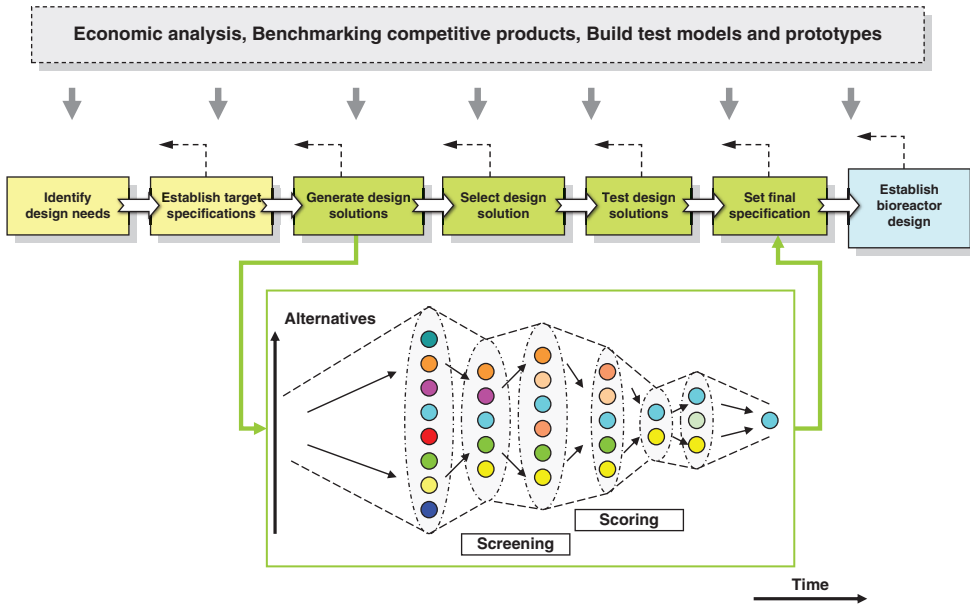 Economic analysis, Benchmarking competitive products, Build test models and prototypes
Identify
design needs
Establish target
specifications
Generate design
solutions
Select design
solution
Test design
solutions
Set final
specification
Establish
bioreactor
design
Alternatives
Scoring
Screening
Time